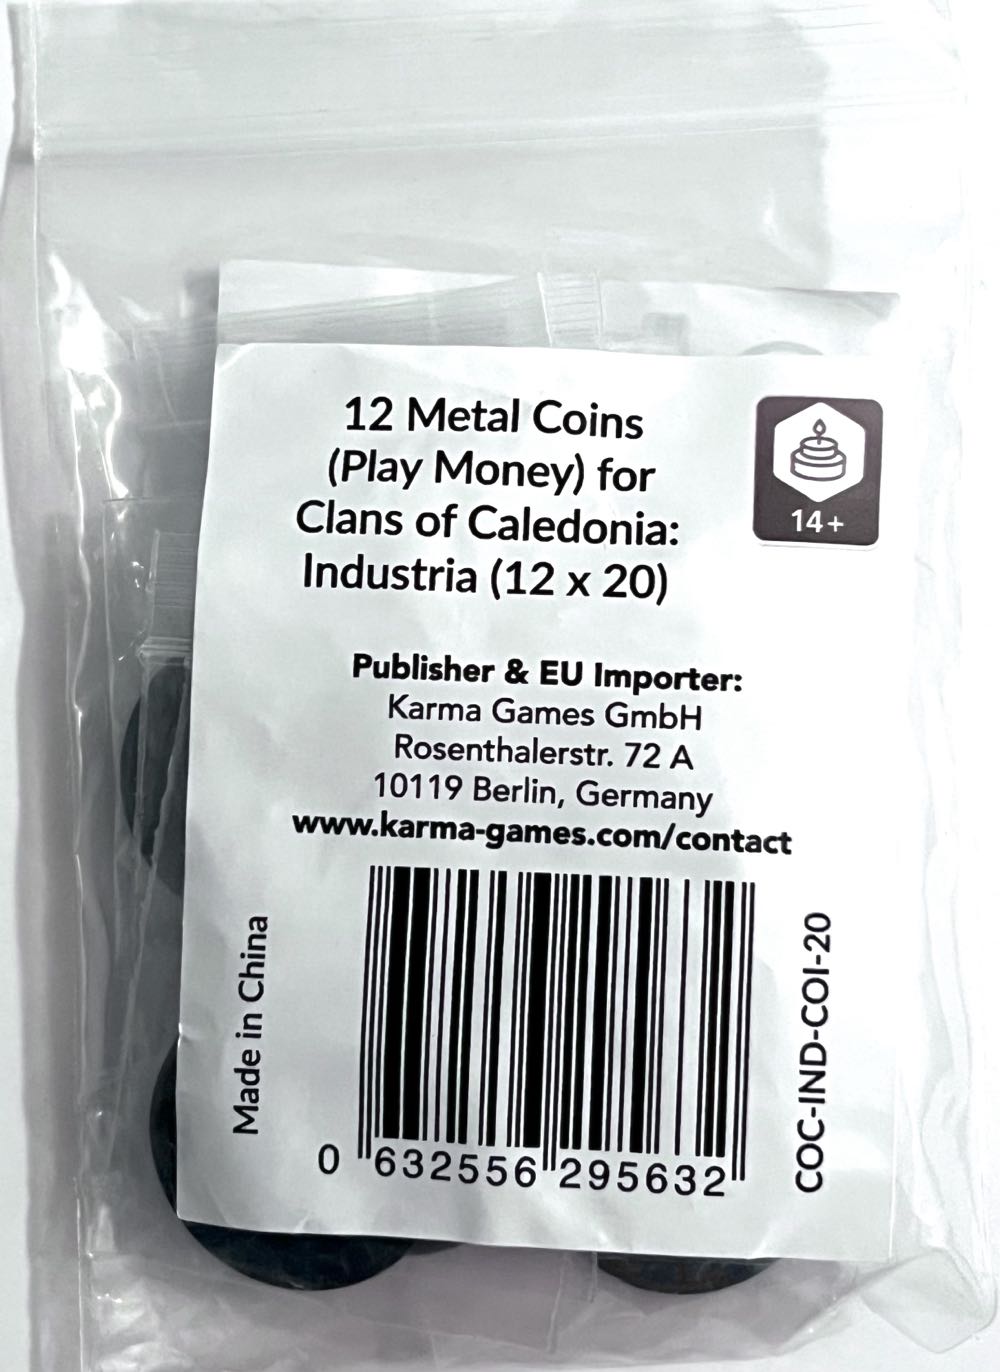 12 Metal Coins
(Play Money) for
Clans of Caledonia:
Industria (12 x 20)
14+
Publisher & EU Importer:
Karma Games GmbH
Rosenthalerstr. 72 A
10119 Berlin, Germany
www.karma-games.com/contact
Made in China
COC-IND-COI-20
0 632556 295632